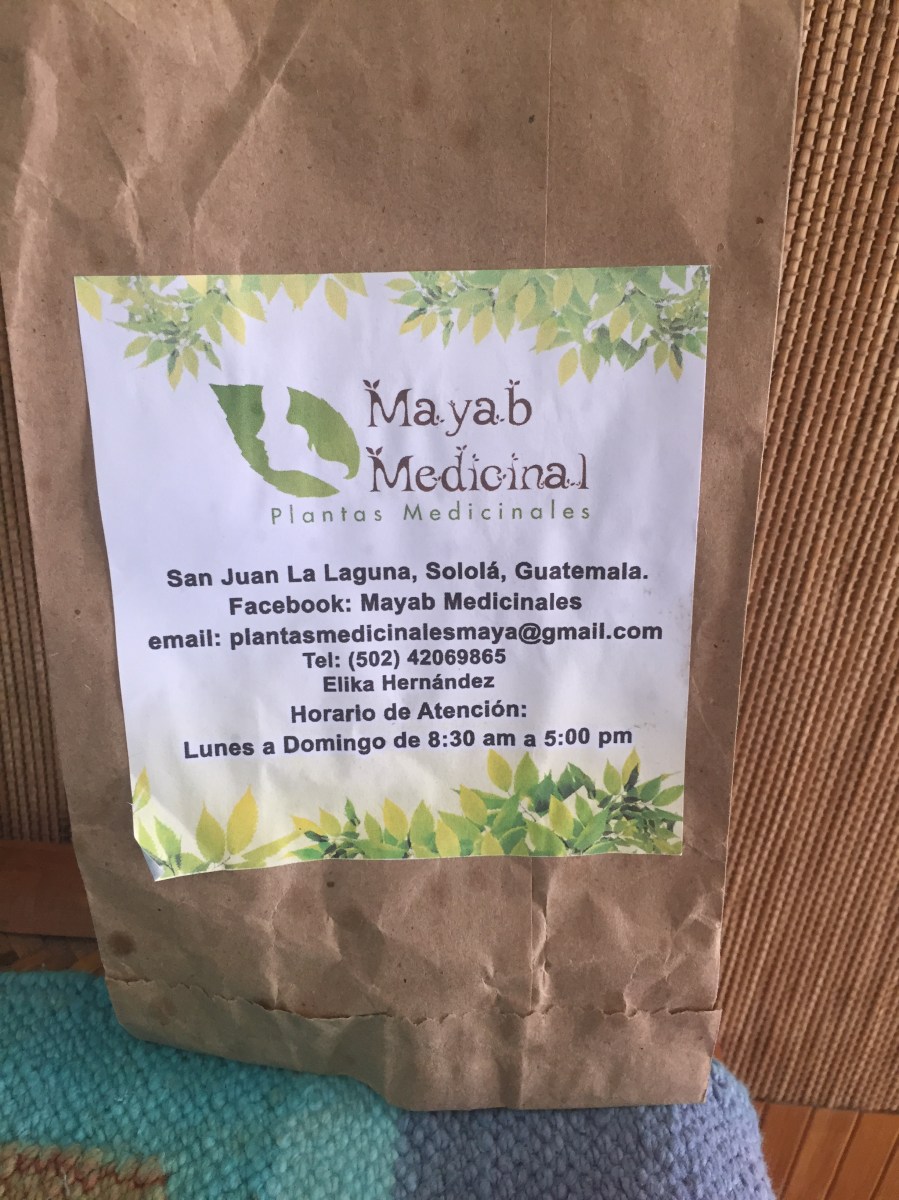 Mayab
Medicinal
Plantas Medicinales
San Juan La Laguna, Sololá, Guatemala.
Facebook: Mayab Medicinales
email: plantasmedicinalesmaya@gmail.com
Tel: (502) 42069865
Elika Hernández
Horario de Atención:
Lunes a Domingo de 8:30 am a 5:00 pm